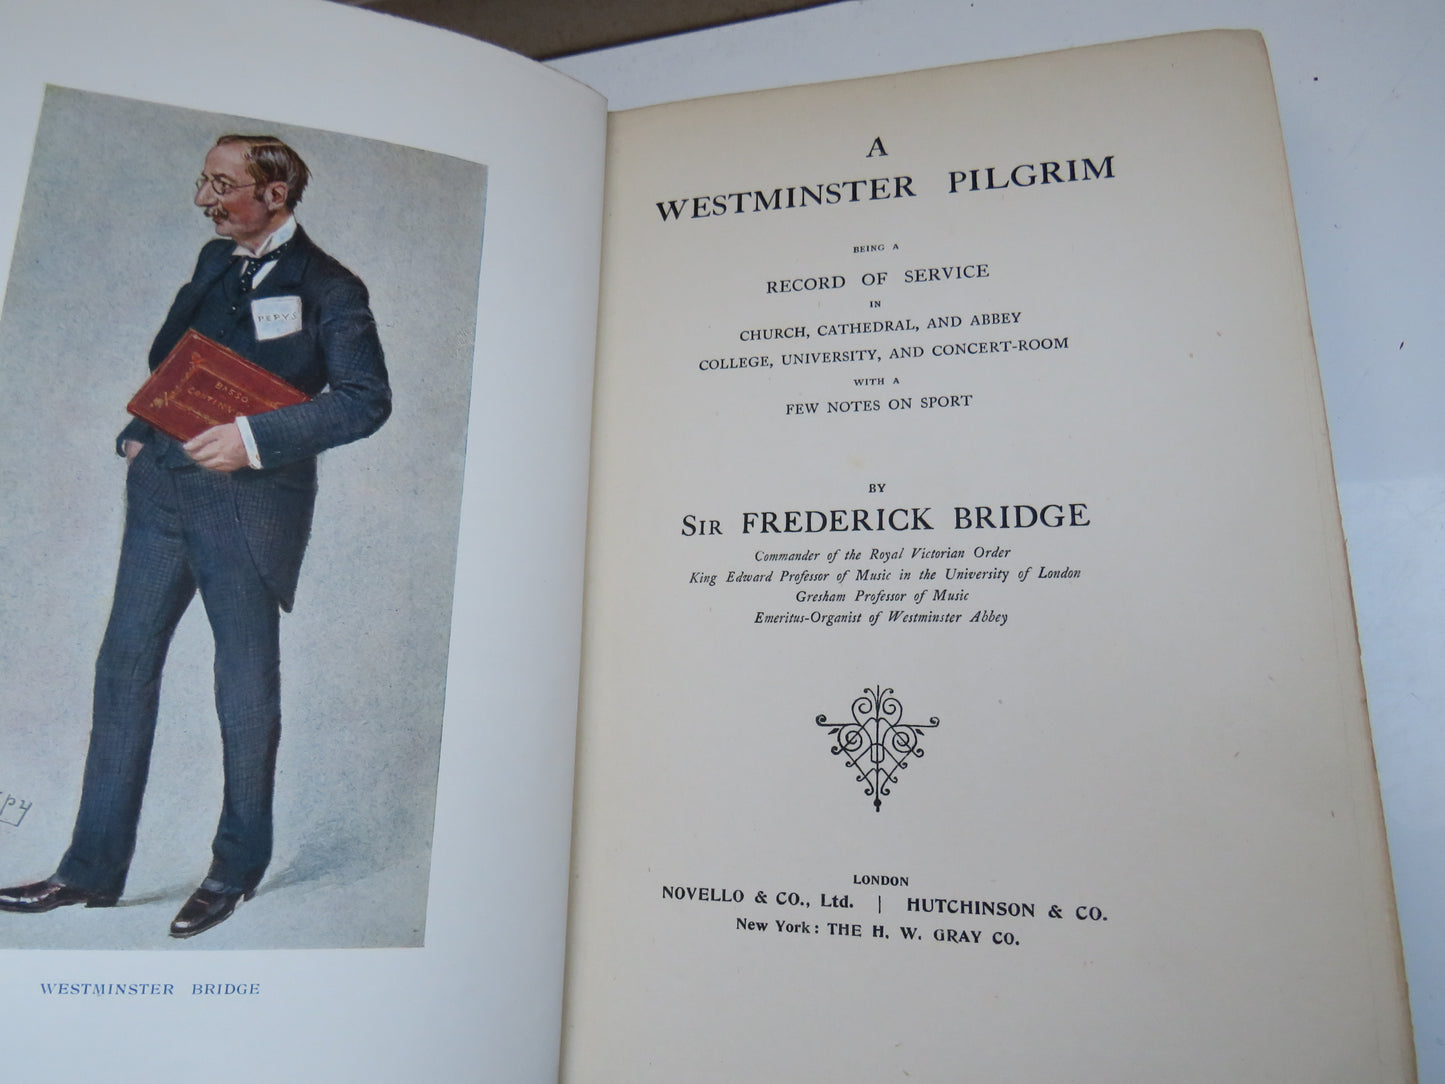 PEPYS
BASSO
WESTMINSTER BRIDGE
A
WESTMINSTER PILGRIM
BEING A
RECORD OF SERVICE
IN
CHURCH, CATHEDRAL, AND ABBEY
COLLEGE, UNIVERSITY, AND CONCERT-ROOM
WITH A
FEW NOTES ON SPORT
BY
SIR FREDERICK BRIDGE
Commander of the Royal Victorian Order
King Edward Professor of Music in the University of London
Gresham Professor of Music
Emeritus-Organist of Westminster Abbey
LONDON
NOVELLO & CO., Ltd. | HUTCHINSON & CO.
New York: THE H. W. GRAY CO.